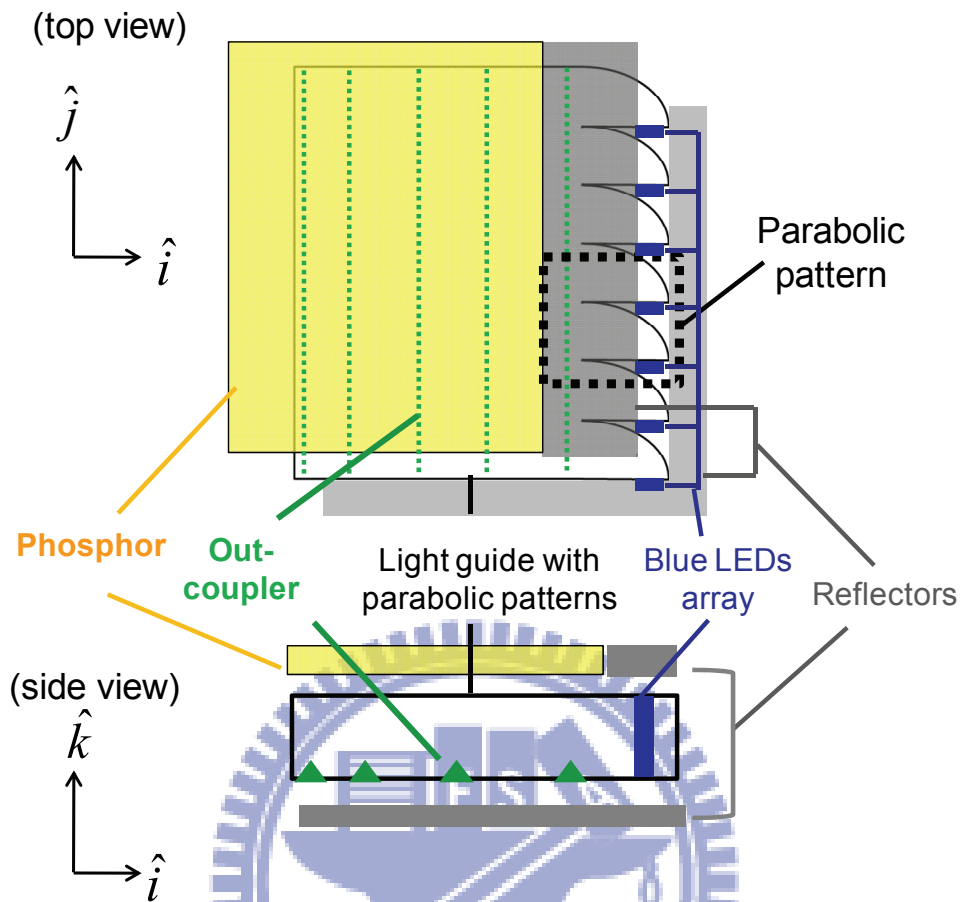 (top view)
ĵ
î
Parabolic
pattern
Phosphor
Out-
coupler
Light guide with
parabolic patterns
Blue LEDs
array
Reflectors
(side view)
k̂
î